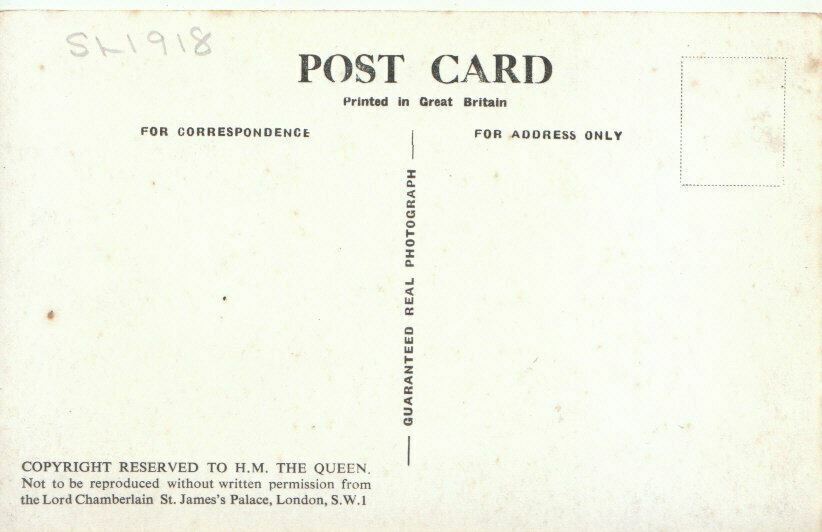 SL1918
POST CARD
Printed in Great Britain
FOR CORRESPONDENCE
FOR ADDRESS ONLY
GUARANTEED REAL PHOTOGRAPH
COPYRIGHT RESERVED TO H.M. THE QUEEN.
Not to be reproduced without written permission from
the Lord Chamberlain St. James's Palace, London, S.W.1